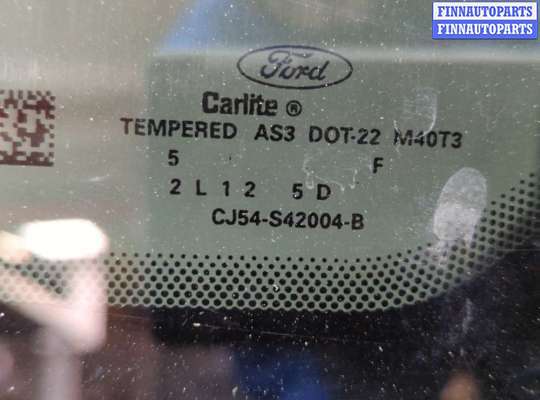 FINNAUTOPARTS
FINNAUTOPARTS
Ford
Carlite ®
TEMPERED AS3 DOT-22 M40T3
5 F
2 L 1 2 5 D
CJ54-S42004-B